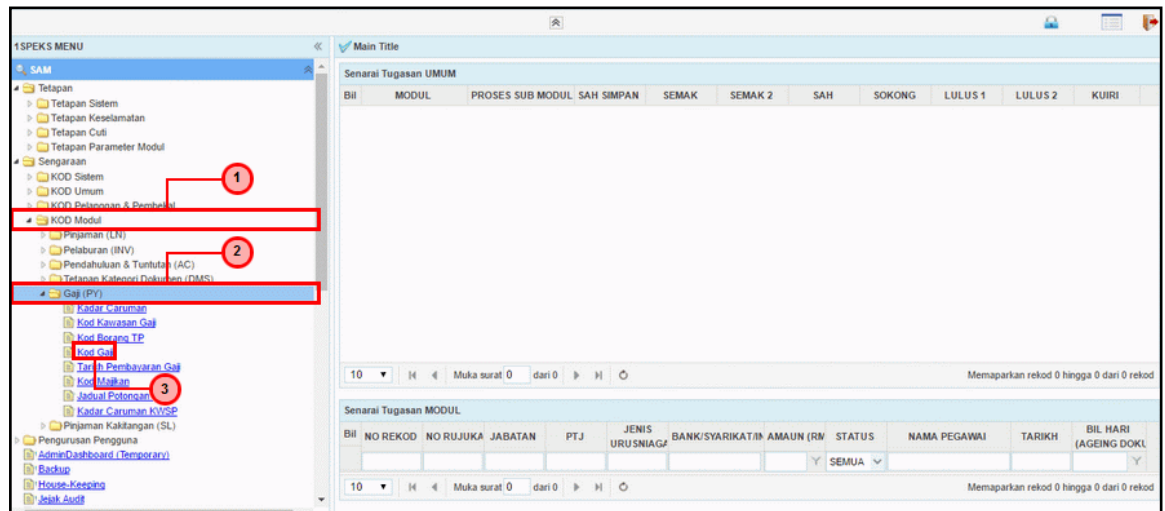 1SPEKS MENU
SAM
Tetapan
Tetapan Sistem
Tetapan Keselamatan
Tetapan Cuti
Tetapan Parameter Modul
Sengaraan
KOD Sistem
KOD Umum
KOD Pelanggan & Pembekal
KOD Modul
Pinjaman (LN)
Pelaburan (INV)
Pendahuluan & Tuntutan (AC)
Tetapan Kategori Dokumen (DMS)
Gaji (PY)
Kadar Caruman
Kod Kawasan Gaji
Kod Borang TP
Kod Gaji
Tarikh Pembayaran Gaji
Kod Majikan
Jadual Potongan
Kadar Caruman KWSP
Pinjaman Kakitangan (SL)
Pengurusan Pengguna
AdminDashboard (Temporary)
Backup
House-Keeping
Jejak Audit
1
2
3
Main Title
Senarai Tugasan UMUM
Bil MODUL PROSES SUB MODUL SAH SIMPAN SEMAK SEMAK 2 SAH SOKONG LULUS 1 LULUS 2 KUIRI
10 Muka surat 0 dari 0 Memaparkan rekod 0 hingga 0 dari 0 rekod
Senarai Tugasan MODUL
Bil NO REKOD NO RUJUKA JABATAN PTJ JENIS URUSNIAGA BANK/SYARIKAT/IN AMAUN (RM STATUS NAMA PEGAWAI TARIKH BIL HARI (AGEING DOKU
SEMUA
10 Muka surat 0 dari 0 Memaparkan rekod 0 hingga 0 dari 0 rekod